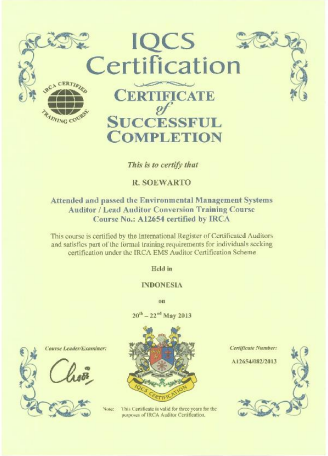 IQCS
Certification
IRCA CERTIFIED
TRAINING COURSE
CERTIFICATE
of
SUCCESSFUL
COMPLETION
This is to certify that
R. SOEWARTO
Attended and passed the Environmental Management Systems
Auditor / Lead Auditor Conversion Training Course
Course No.: A12654 certified by IRCA
This course is certified by the International Register of Certificated Auditors
and satisfies part of the formal training requirements for individuals seeking
certification under the IRCA EMS Auditor Certification Scheme
Held in
INDONESIA
on
20th – 22nd May 2013
Course Leader/Examiner:
Certificate Number:
A12654/082/2013
IQCS CERTIFICATION
Note: This Certificate is valid for three years for the
purposes of IRCA Auditor Certification.